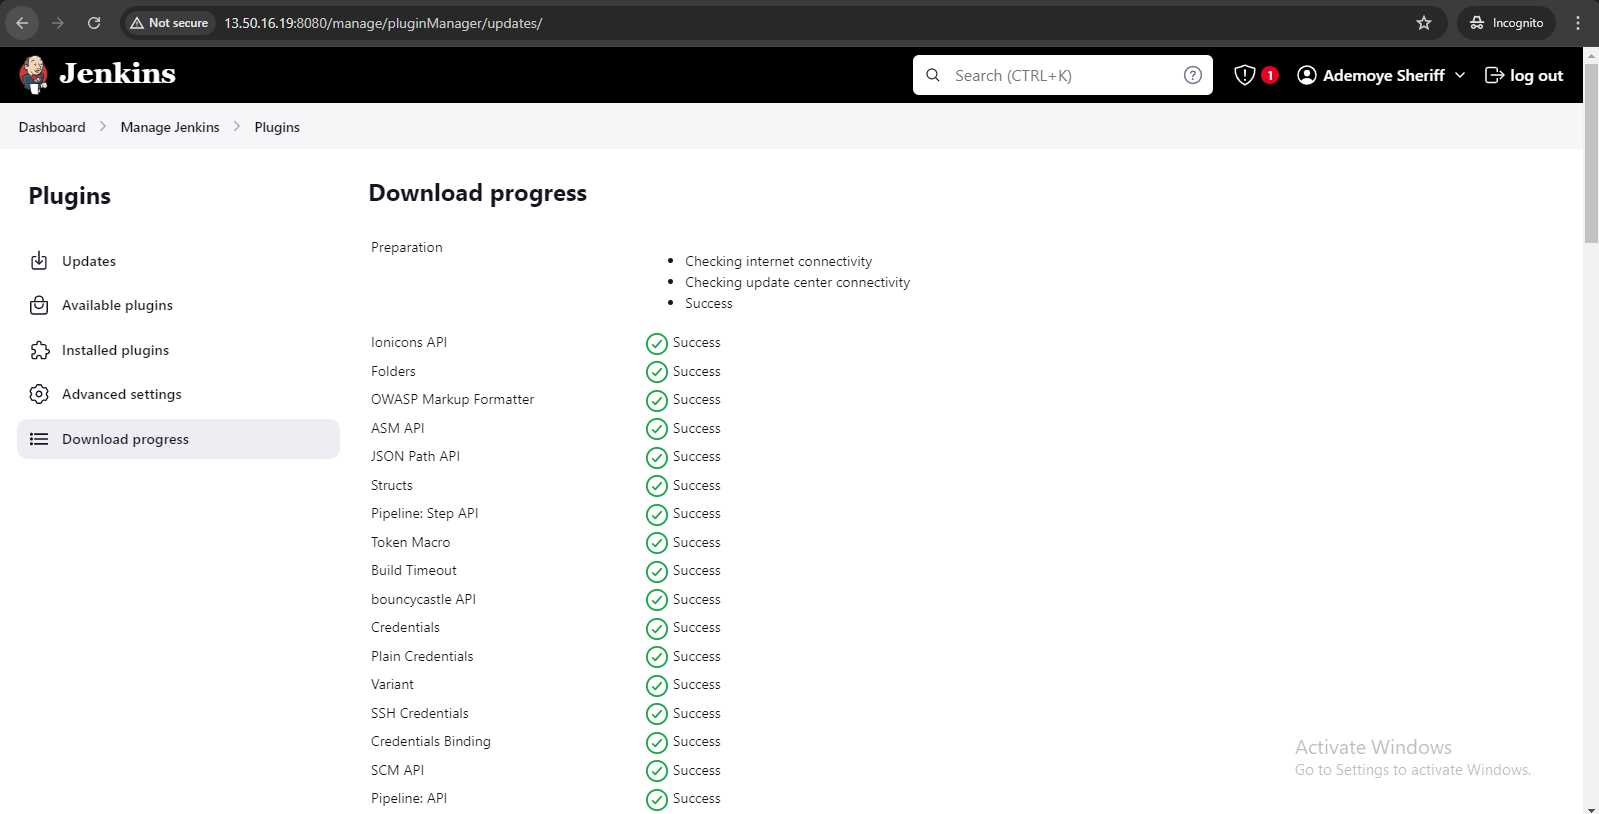 Not secure 13.50.16.19:8080/manage/pluginManager/updates/ Incognito
Jenkins Search (CTRL+K) ? 1 Ademoye Sheriff log out
Dashboard Manage Jenkins Plugins
Plugins
Updates
Available plugins
Installed plugins
Advanced settings
Download progress
Download progress
Preparation
Checking internet connectivity
Checking update center connectivity
Success
Ionicons API Success
Folders Success
OWASP Markup Formatter Success
ASM API Success
JSON Path API Success
Structs Success
Pipeline: Step API Success
Token Macro Success
Build Timeout Success
bouncycastle API Success
Credentials Success
Plain Credentials Success
Variant Success
SSH Credentials Success
Credentials Binding Success
SCM API Success
Pipeline: API Success
Activate Windows
Go to Settings to activate Windows.